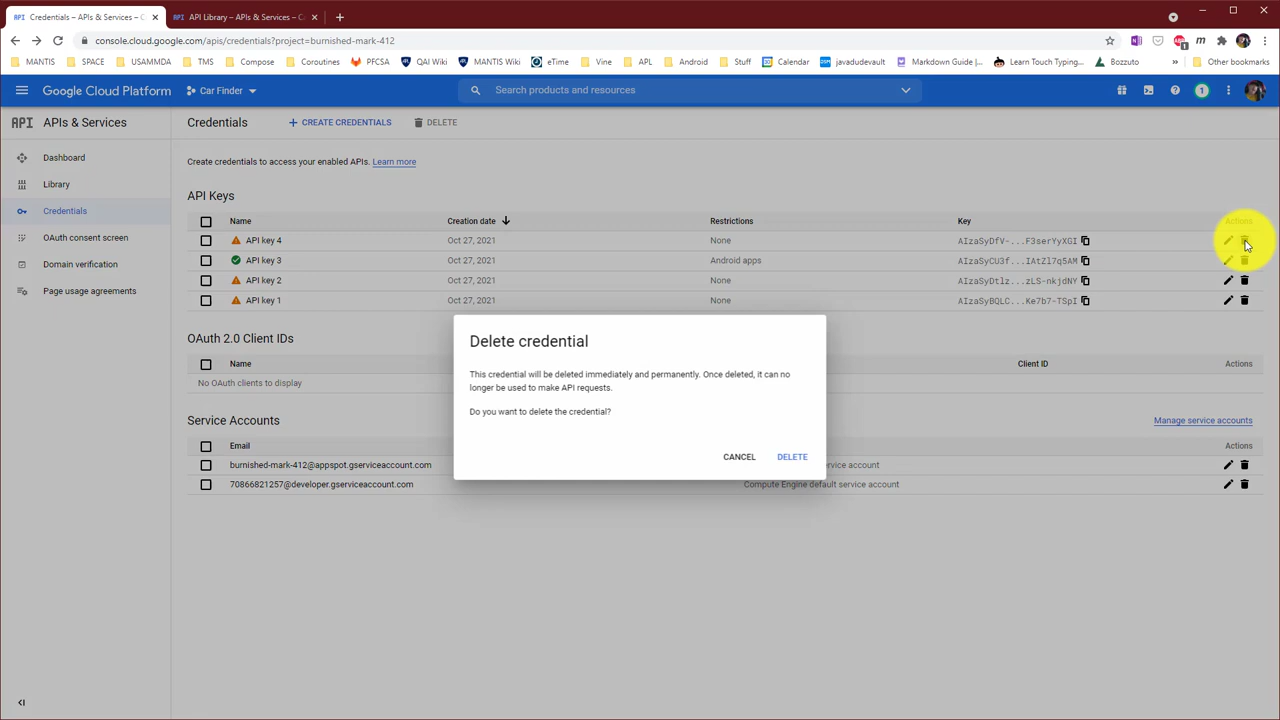 Credentials – APIs & Services – C
API Library – APIs & Services – C
console.cloud.google.com/apis/credentials?project=burnished-mark-412
MANTIS
SPACE
USAMMDA
TMS
Compose
Coroutines
PFCSA
QAI Wiki
MANTIS Wiki
eTime
Vine
APL
Android
Stuff
Calendar
javadudevault
Markdown Guide |...
Learn Touch Typing...
Bozzuto
»
Other bookmarks
Google Cloud Platform
Car Finder
Search products and resources
1
API APIs & Services
Credentials
+ CREATE CREDENTIALS
DELETE
Dashboard
Library
Credentials
OAuth consent screen
Domain verification
Page usage agreements
Create credentials to access your enabled APIs. Learn more
API Keys
Name Creation date Restrictions Key Actions
API key 4 Oct 27, 2021 None AIzaSyDfV-...F3serYyXGI
API key 3 Oct 27, 2021 Android apps AIzaSyCU3f...IAtZl7q5AM
API key 2 Oct 27, 2021 None AIzaSyDtlz...zLS-nkjdNY
API key 1 Oct 27, 2021 None AIzaSyBQLC...Ke7b7-TSpI
OAuth 2.0 Client IDs
Name Client ID Actions
No OAuth clients to display
Delete credential
This credential will be deleted immediately and permanently. Once deleted, it can no
longer be used to make API requests.
Do you want to delete the credential?
CANCEL DELETE
Service Accounts
Manage service accounts
Email Actions
burnished-mark-412@appspot.gserviceaccount.com service account
70866821257@developer.gserviceaccount.com Compute Engine default service account